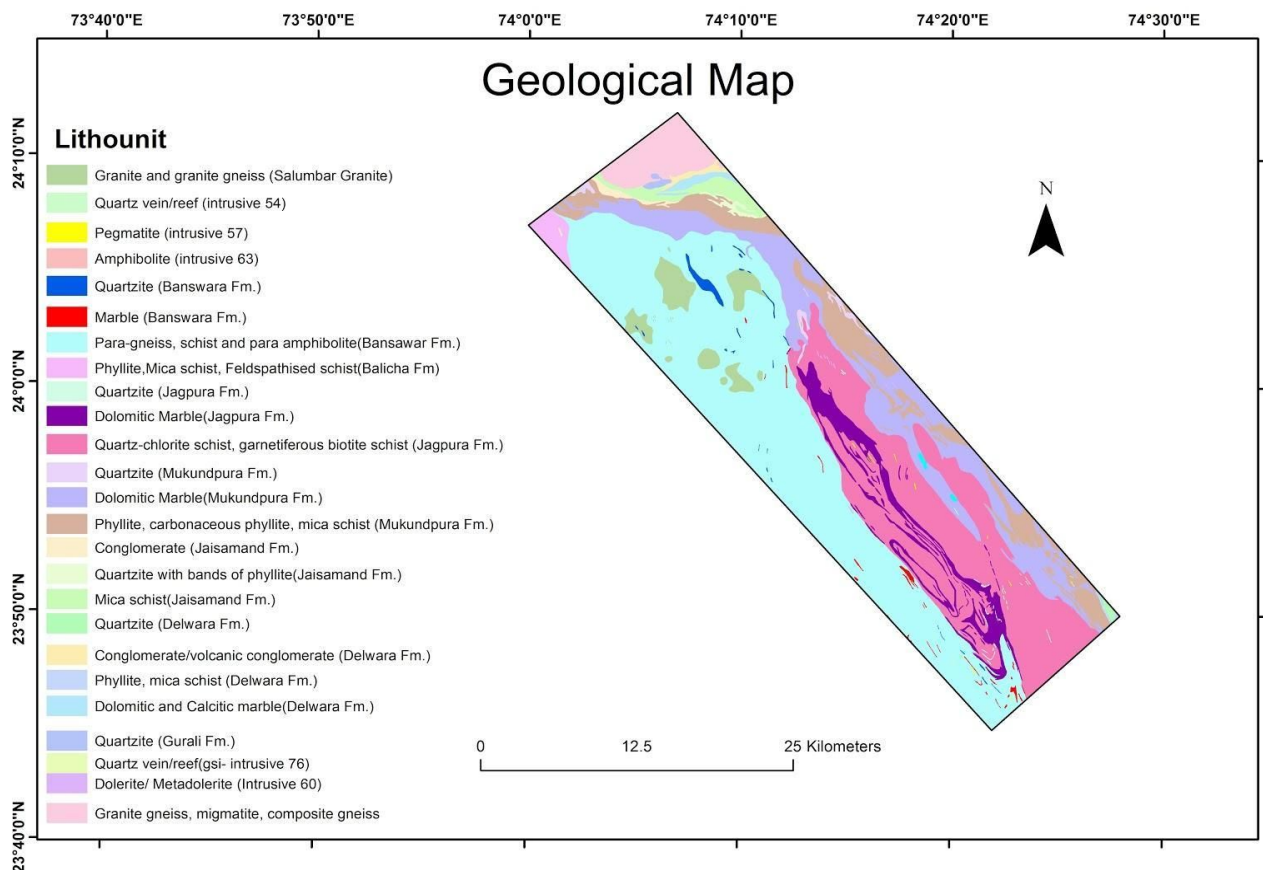 73°40'0"E 73°50'0"E 74°0'0"E 74°10'0"E 74°20'0"E 74°30'0"E
Geological Map
24°10'0"N
24°0'0"N
23°50'0"N
23°40'0"N
Lithounit
Granite and granite gneiss (Salumbar Granite)
Quartz vein/reef (intrusive 54)
Pegmatite (intrusive 57)
Amphibolite (intrusive 63)
Quartzite (Banswara Fm.)
Marble (Banswara Fm.)
Para-gneiss, schist and para amphibolite(Bansawar Fm.)
Phyllite,Mica schist, Feldspathised schist(Balicha Fm)
Quartzite (Jagpura Fm.)
Dolomitic Marble(Jagpura Fm.)
Quartz-chlorite schist, garnetiferous biotite schist (Jagpura Fm.)
Quartzite (Mukundpura Fm.)
Dolomitic Marble(Mukundpura Fm.)
Phyllite, carbonaceous phyllite, mica schist (Mukundpura Fm.)
Conglomerate (Jaisamand Fm.)
Quartzite with bands of phyllite(Jaisamand Fm.)
Mica schist(Jaisamand Fm.)
Quartzite (Delwara Fm.)
Conglomerate/volcanic conglomerate (Delwara Fm.)
Phyllite, mica schist (Delwara Fm.)
Dolomitic and Calcitic marble(Delwara Fm.)
Quartzite (Gurali Fm.)
Quartz vein/reef(gsi- intrusive 76)
Dolerite/ Metadolerite (Intrusive 60)
Granite gneiss, migmatite, composite gneiss
N
0 12.5 25 Kilometers